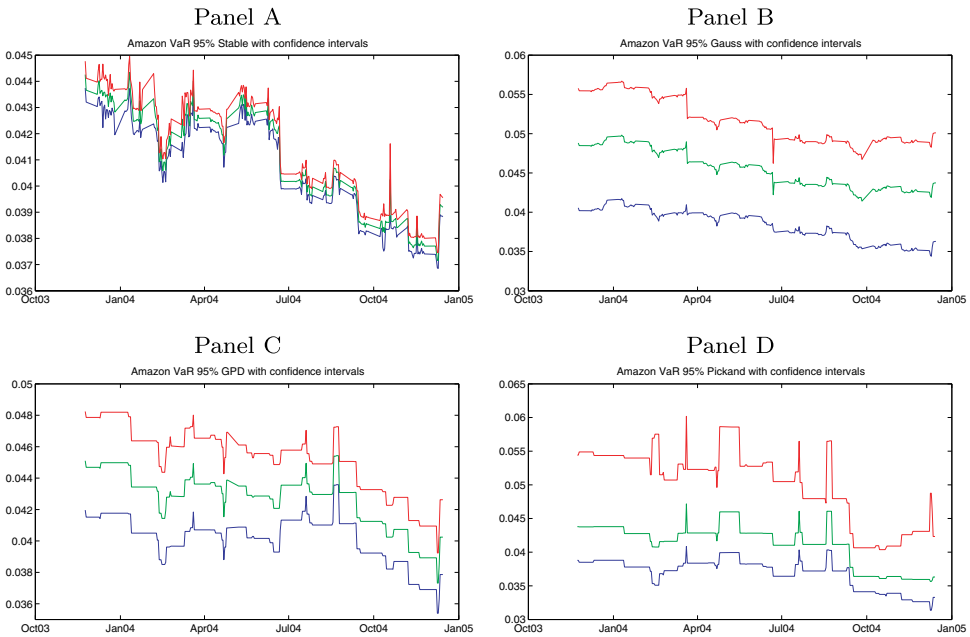 Panel A
Amazon VaR 95% Stable with confidence intervals
0.045
0.044
0.043
0.042
0.041
0.04
0.039
0.038
0.037
0.036
Oct03 Jan04 Apr04 Jul04 Oct04 Jan05
Panel B
Amazon VaR 95% Gauss with confidence intervals
0.06
0.055
0.05
0.045
0.04
0.035
0.03
Oct03 Jan04 Apr04 Jul04 Oct04 Jan05
Panel C
Amazon VaR 95% GPD with confidence intervals
0.05
0.048
0.046
0.044
0.042
0.04
0.038
0.036
Oct03 Jan04 Apr04 Jul04 Oct04 Jan05
Panel D
Amazon VaR 95% Pickand with confidence intervals
0.065
0.06
0.055
0.05
0.045
0.04
0.035
0.03
Oct03 Jan04 Apr04 Jul04 Oct04 Jan05